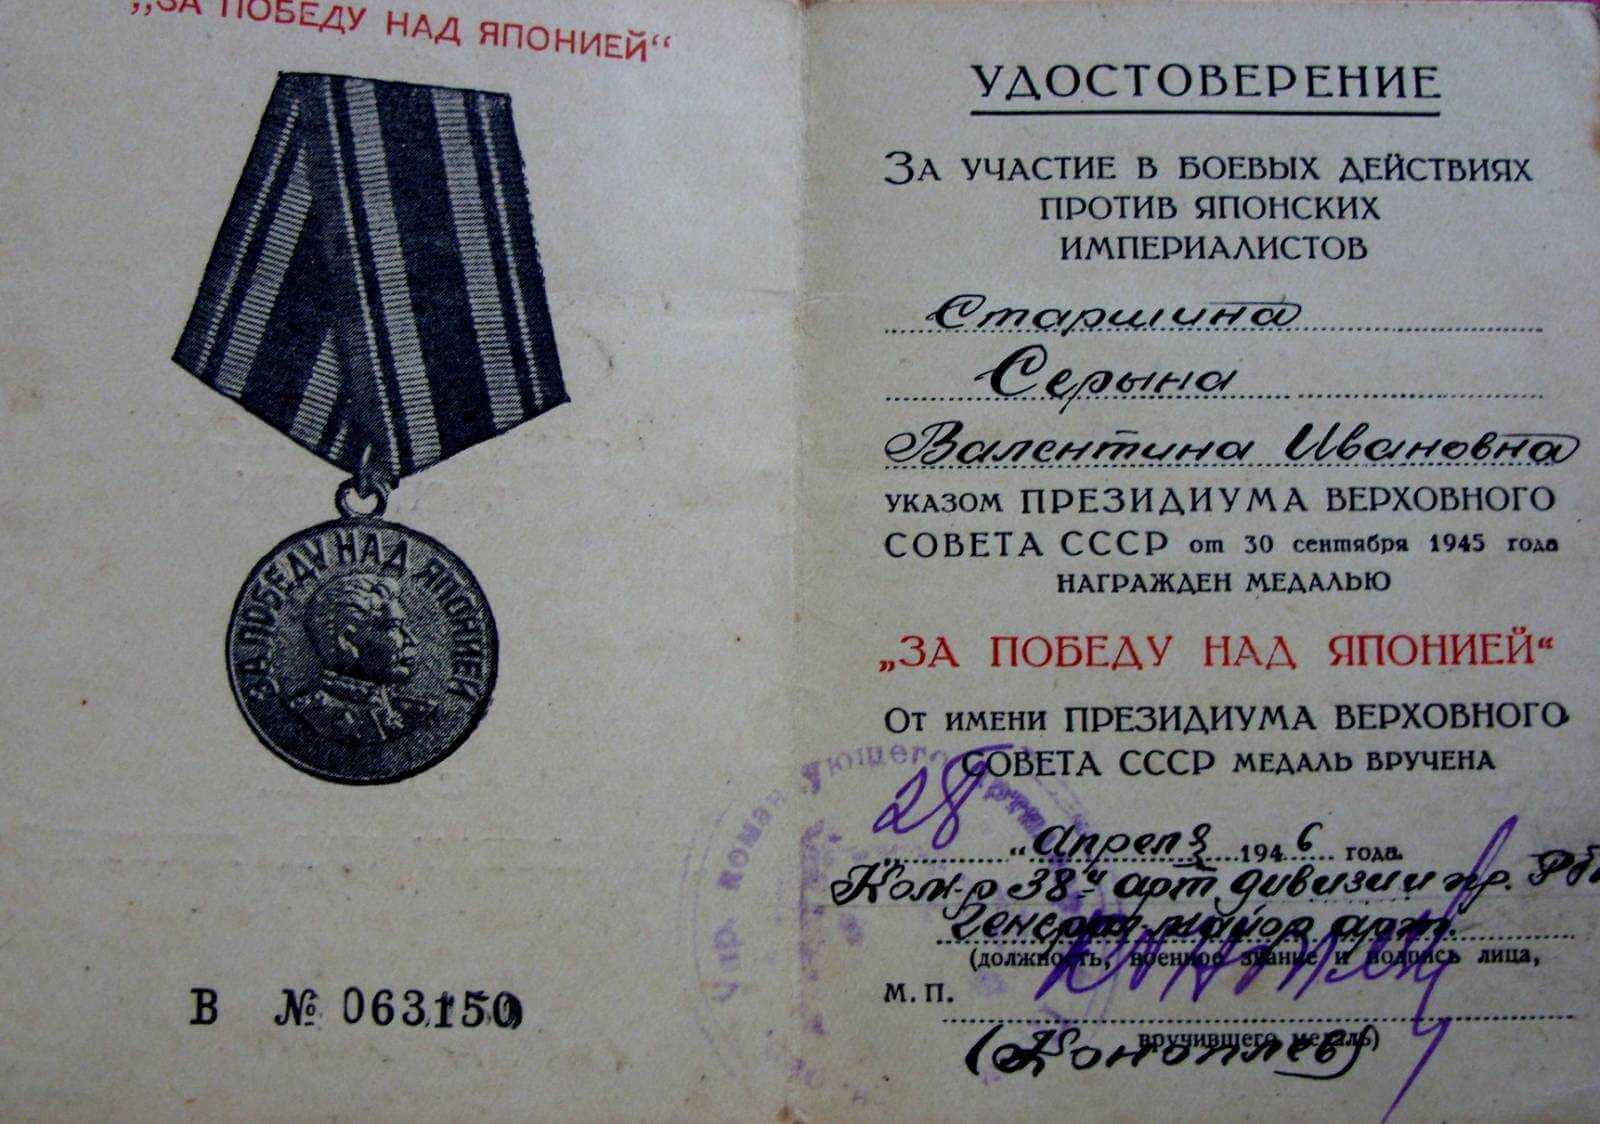 „ЗА ПОБЕДУ НАД ЯПОНИЕЙ“
ЗА ПОБЕДУ НАД ЯПОНИЕЙ
В № 063150
УДОСТОВЕРЕНИЕ
ЗА УЧАСТИЕ В БОЕВЫХ ДЕЙСТВИЯХ
ПРОТИВ ЯПОНСКИХ
ИМПЕРИАЛИСТОВ
Старшина
Серына
Валентина Ивановна
УКАЗОМ ПРЕЗИДИУМА ВЕРХОВНОГО
СОВЕТА СССР от 30 сентября 1945 года
НАГРАЖДЕН МЕДАЛЬЮ
„ЗА ПОБЕДУ НАД ЯПОНИЕЙ“
ОТ ИМЕНИ ПРЕЗИДИУМА ВЕРХОВНОГО
СОВЕТА СССР МЕДАЛЬ ВРУЧЕНА
„28“ апреля 1946 года.
Ком-р 38й арт дивизии пр.
Генерал-майор арт.
(должность, военное звание и подпись лица,
М. П.
вручившего медаль)
(Коноплев)